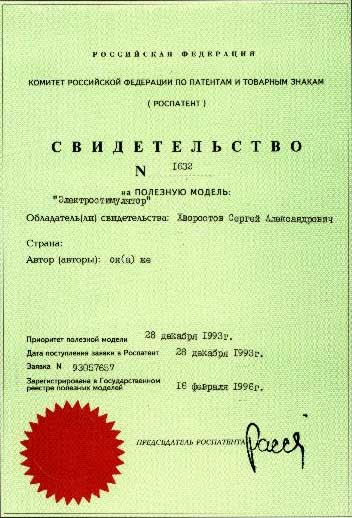 РОССИЙСКАЯ ФЕДЕРАЦИЯ
КОМИТЕТ РОССИЙСКОЙ ФЕДЕРАЦИИ ПО ПАТЕНТАМ И ТОВАРНЫМ ЗНАКАМ
( РОСПАТЕНТ )
СВИДЕТЕЛЬСТВО
N 1632
на ПОЛЕЗНУЮ МОДЕЛЬ:
"Электростимулятор"
Обладатель(ли) свидетельства: Хворостов Сергей Александрович
Страна:
Автор (авторы): он(а) же
Приоритет полезной модели 28 декабря 1993г.
Дата поступления заявки в Роспатент 28 декабря 1993г.
Заявка N 93057657
Зарегистрирована в Государственном
реестре полезных моделей 16 февраля 1996г.
ПРЕДСЕДАТЕЛЬ РОСПАТЕНТА